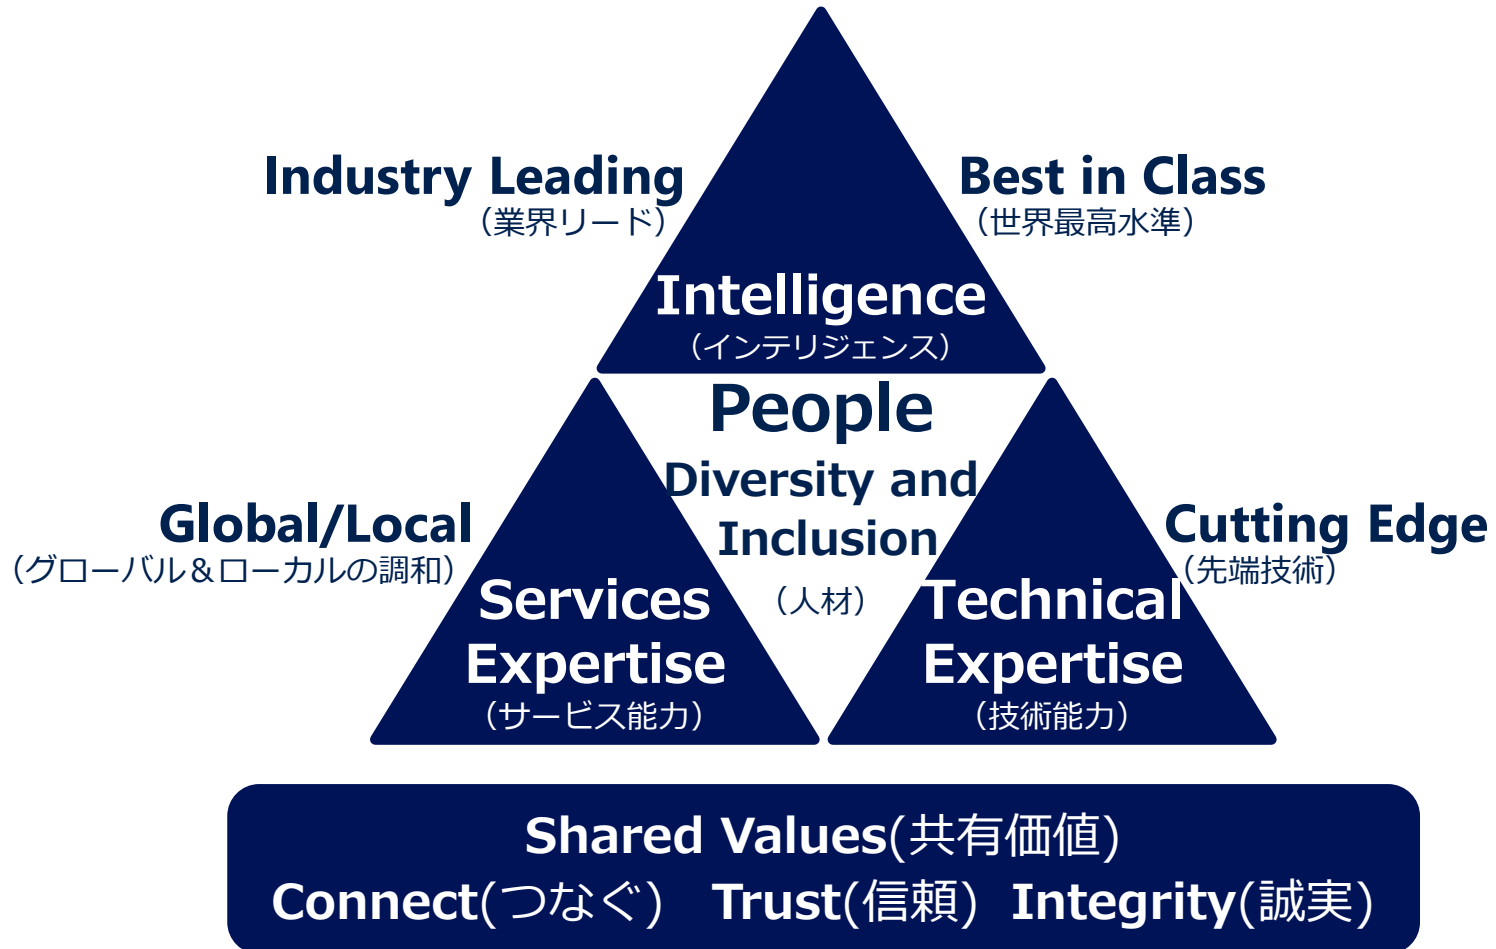 Industry Leading
（業界リード）
Best in Class
（世界最高水準）
Intelligence
（インテリジェンス）
People
Diversity and
Inclusion
（人材）
Global/Local
（グローバル＆ローカルの調和）
Cutting Edge
（先端技術）
Services
Expertise
（サービス能力）
Technical
Expertise
（技術能力）
Shared Values(共有価値)
Connect(つなぐ) Trust(信頼) Integrity(誠実)